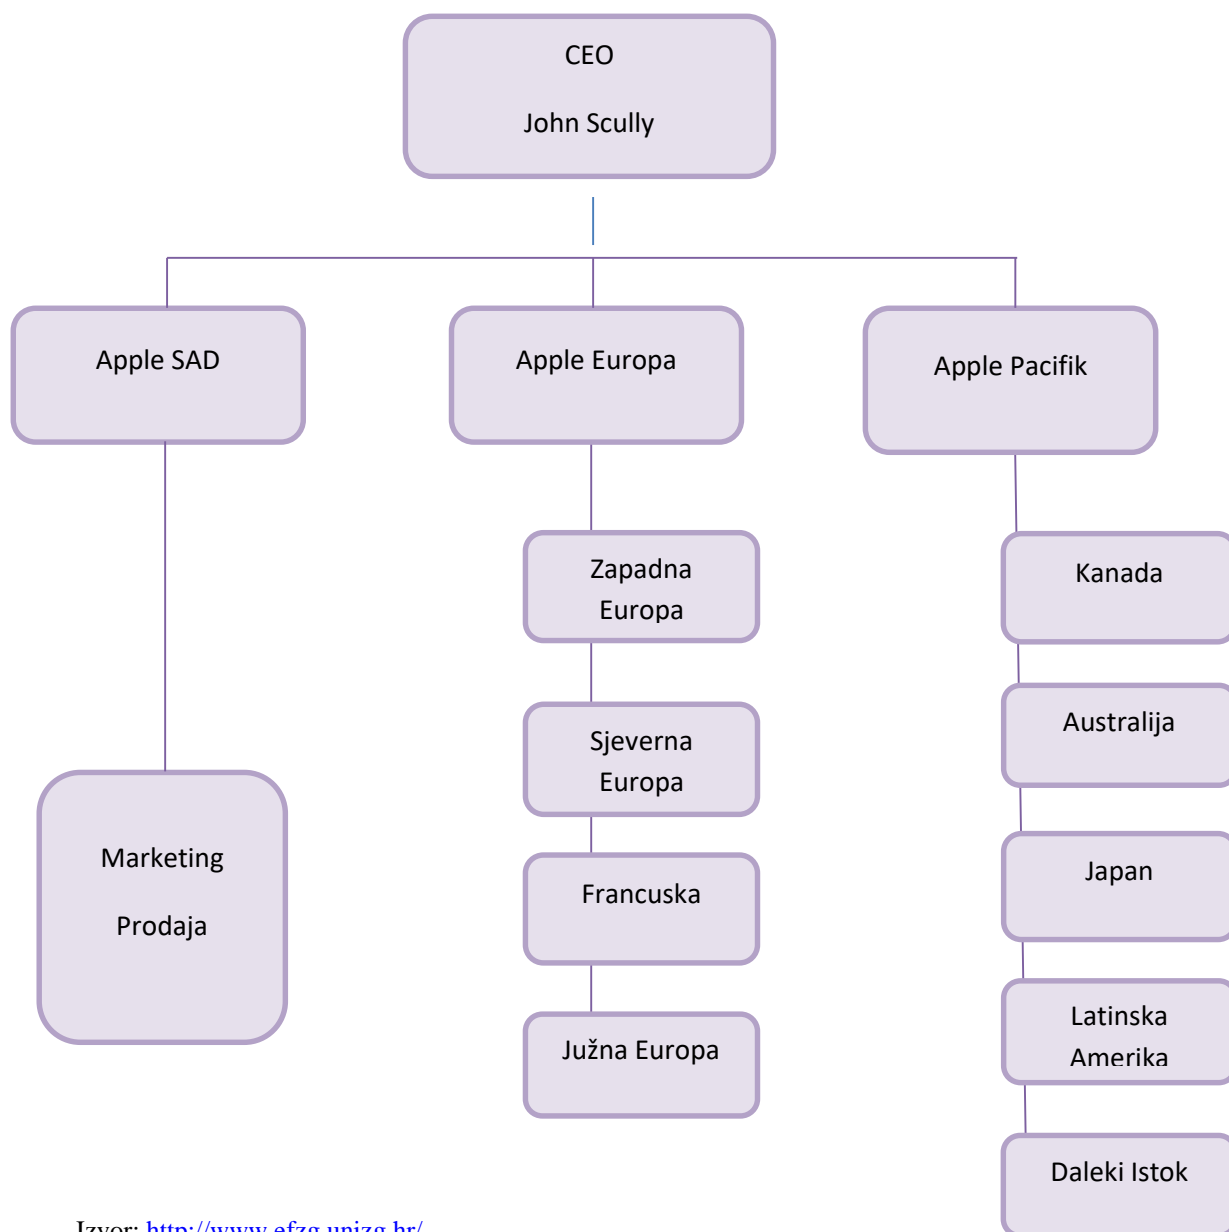 CEO
John Scully
Apple SAD
Apple Europa
Apple Pacifik
Marketing
Prodaja
Zapadna
Europa
Sjeverna
Europa
Francuska
Južna Europa
Kanada
Australija
Japan
Latinska
Amerika
Daleki Istok
Izvor: http://www.efzg.unizg.hr/